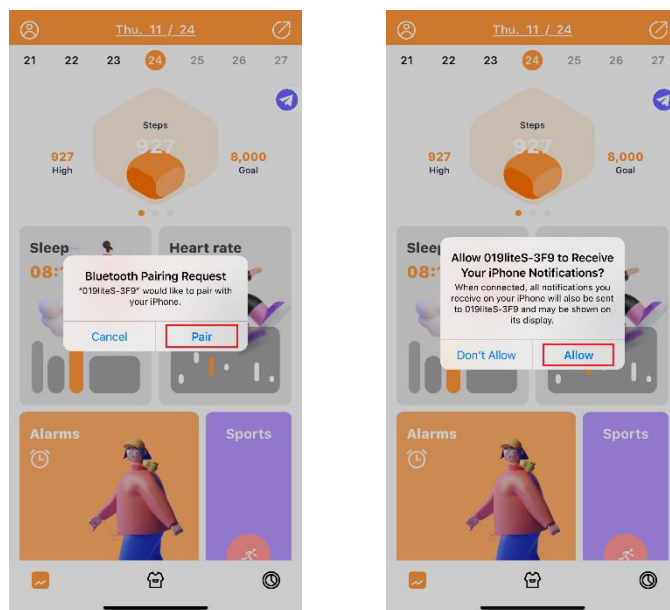 Thu. 11 / 24
21 22 23 24 25 26 27
Steps
927
927
High
8,000
Goal
Sleep
Heart rate
08:
Bluetooth Pairing Request
"019liteS-3F9" would like to pair with
your iPhone.
Cancel
Pair
Alarms
Sports
Thu. 11 / 24
21 22 23 24 25 26 27
Steps
927
927
High
8,000
Goal
Sleep
08:
Allow 019liteS-3F9 to Receive
Your iPhone Notifications?
When connected, all notifications you
receive on your iPhone will also be sent
to 019liteS-3F9 and may be shown on
its display.
Don't Allow
Allow
Alarms
Sports